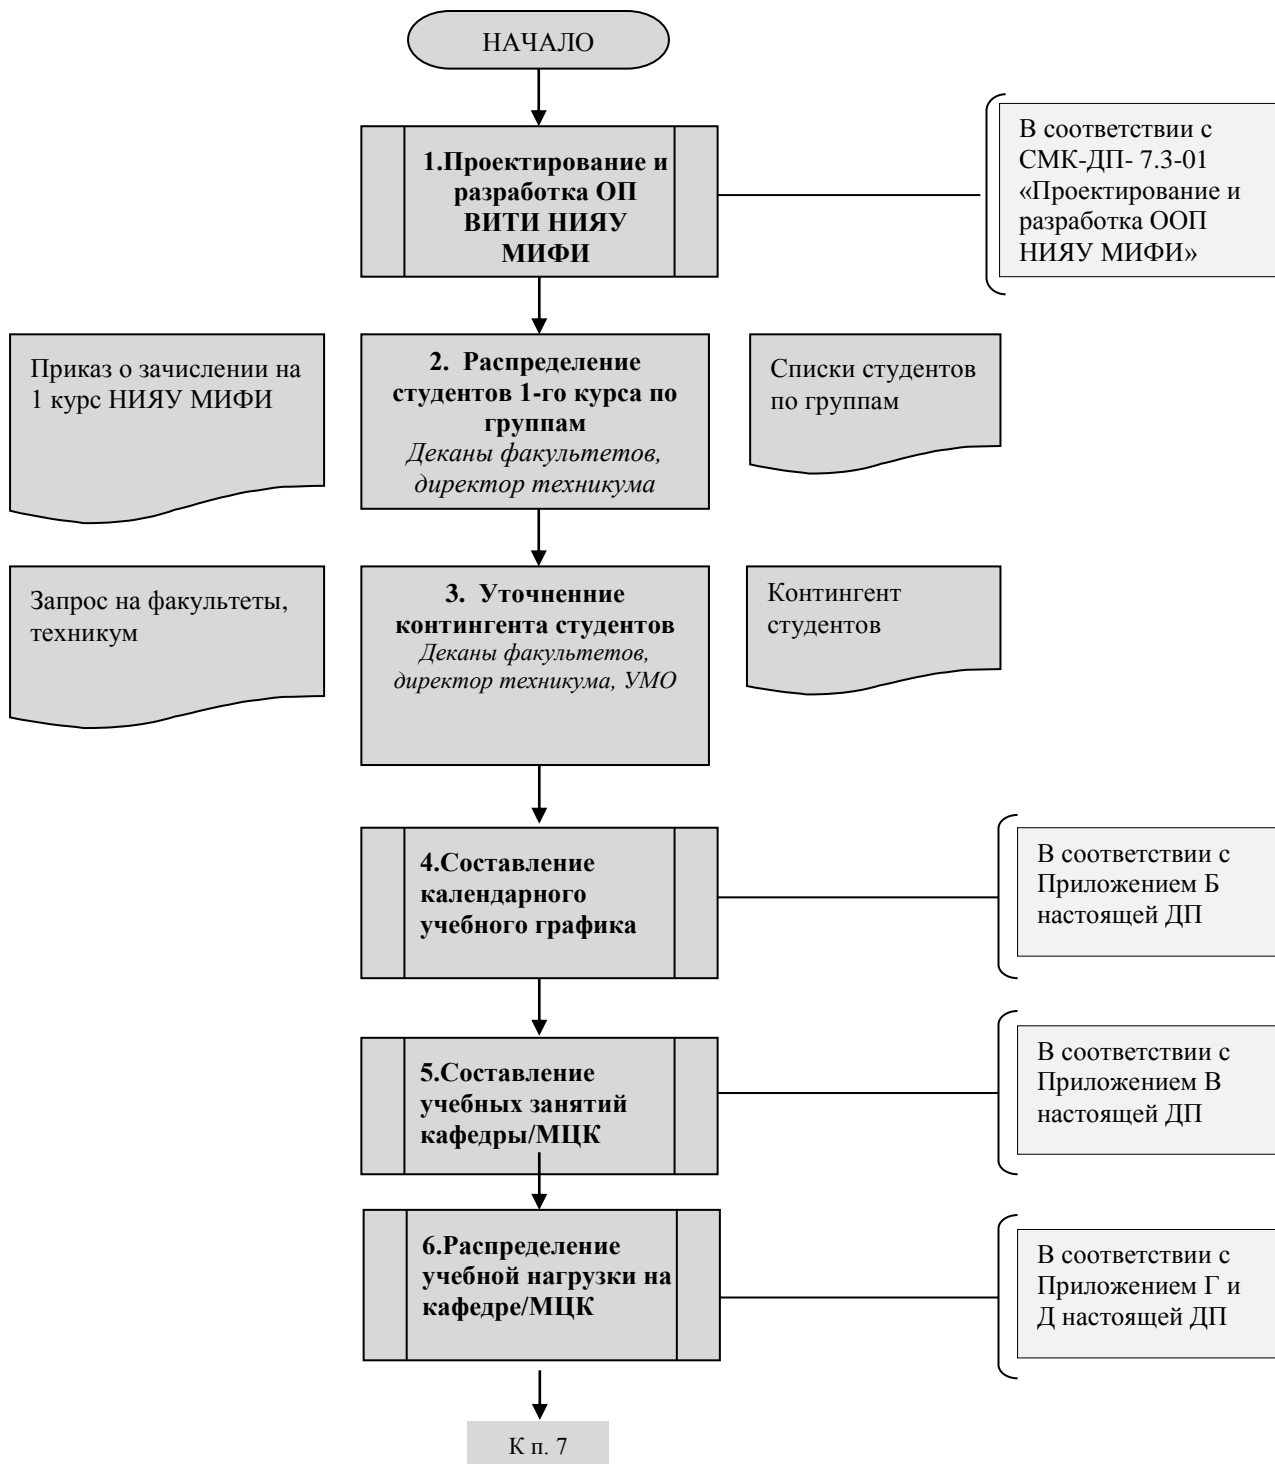 НАЧАЛО
1.Проектирование и
разработка ОП
ВИТИ НИЯУ
МИФИ
В соответствии с
СМК-ДП- 7.3-01
«Проектирование и
разработка ООП
НИЯУ МИФИ»
Приказ о зачислении на
1 курс НИЯУ МИФИ
2. Распределение
студентов 1-го курса по
группам
Деканы факультетов,
директор техникума
Списки студентов
по группам
Запрос на факультеты,
техникум
3. Уточненние
контингента студентов
Деканы факультетов,
директор техникума, УМО
Контингент
студентов
4.Составление
календарного
учебного графика
В соответствии с
Приложением Б
настоящей ДП
5.Составление
учебных занятий
кафедры/МЦК
В соответствии с
Приложением В
настоящей ДП
6.Распределение
учебной нагрузки на
кафедре/МЦК
В соответствии с
Приложением Г и
Д настоящей ДП
К п. 7